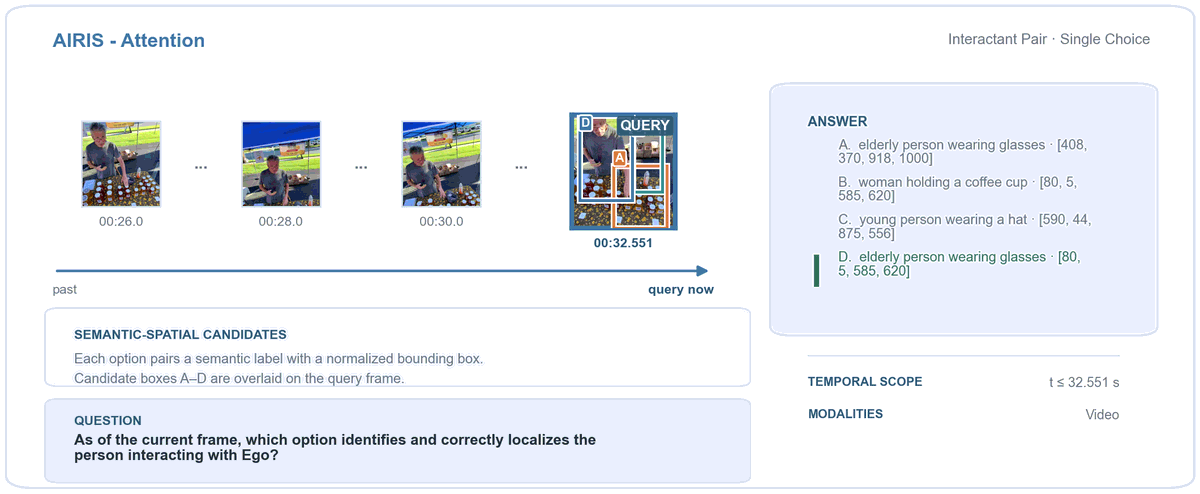 AIRIS - Attention
Interactant Pair · Single Choice
D
QUERY
A
...
...
...
00:26.0
00:28.0
00:30.0
00:32.551
past
query now
SEMANTIC-SPATIAL CANDIDATES
Each option pairs a semantic label with a normalized bounding box.
Candidate boxes A–D are overlaid on the query frame.
QUESTION
As of the current frame, which option identifies and correctly localizes the
person interacting with Ego?
ANSWER
A. elderly person wearing glasses · [408,
370, 918, 1000]
B. woman holding a coffee cup · [80, 5,
585, 620]
C. young person wearing a hat · [590, 44,
875, 556]
D. elderly person wearing glasses · [80,
5, 585, 620]
TEMPORAL SCOPE
t ≤ 32.551 s
MODALITIES
Video